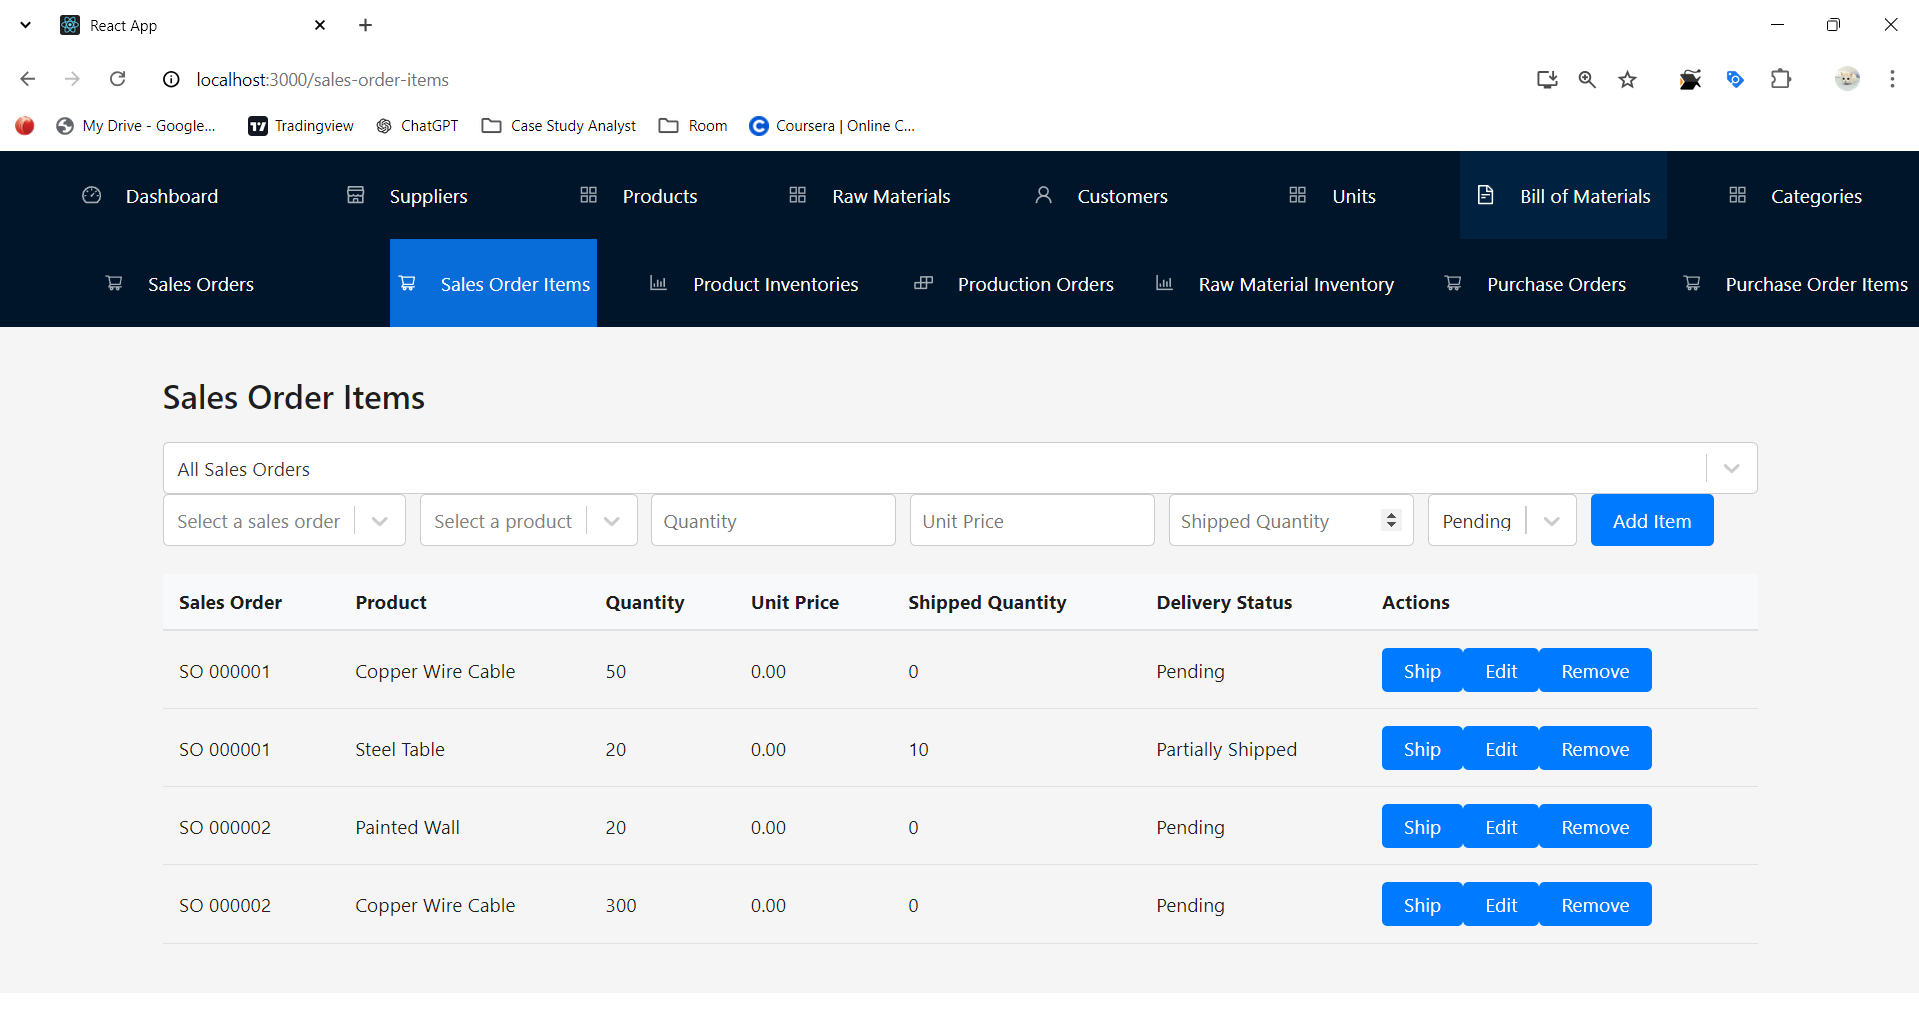 React App
localhost:3000/sales-order-items
My Drive - Google... Tradingview ChatGPT Case Study Analyst Room Coursera | Online C...
Dashboard Suppliers Products Raw Materials Customers Units Bill of Materials Categories
Sales Orders Sales Order Items Product Inventories Production Orders Raw Material Inventory Purchase Orders Purchase Order Items
Sales Order Items
All Sales Orders
Select a sales order Select a product Quantity Unit Price Shipped Quantity Pending Add Item
Sales Order Product Quantity Unit Price Shipped Quantity Delivery Status Actions
SO 000001 Copper Wire Cable 50 0.00 0 Pending Ship Edit Remove
SO 000001 Steel Table 20 0.00 10 Partially Shipped Ship Edit Remove
SO 000002 Painted Wall 20 0.00 0 Pending Ship Edit Remove
SO 000002 Copper Wire Cable 300 0.00 0 Pending Ship Edit Remove